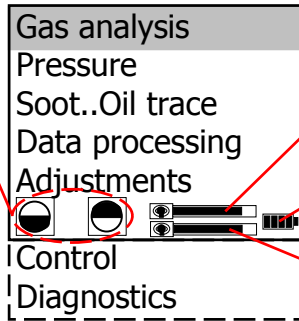 Gas analysis
Pressure
Soot..Oil trace
Data processing
Adjustments
Control
Diagnostics